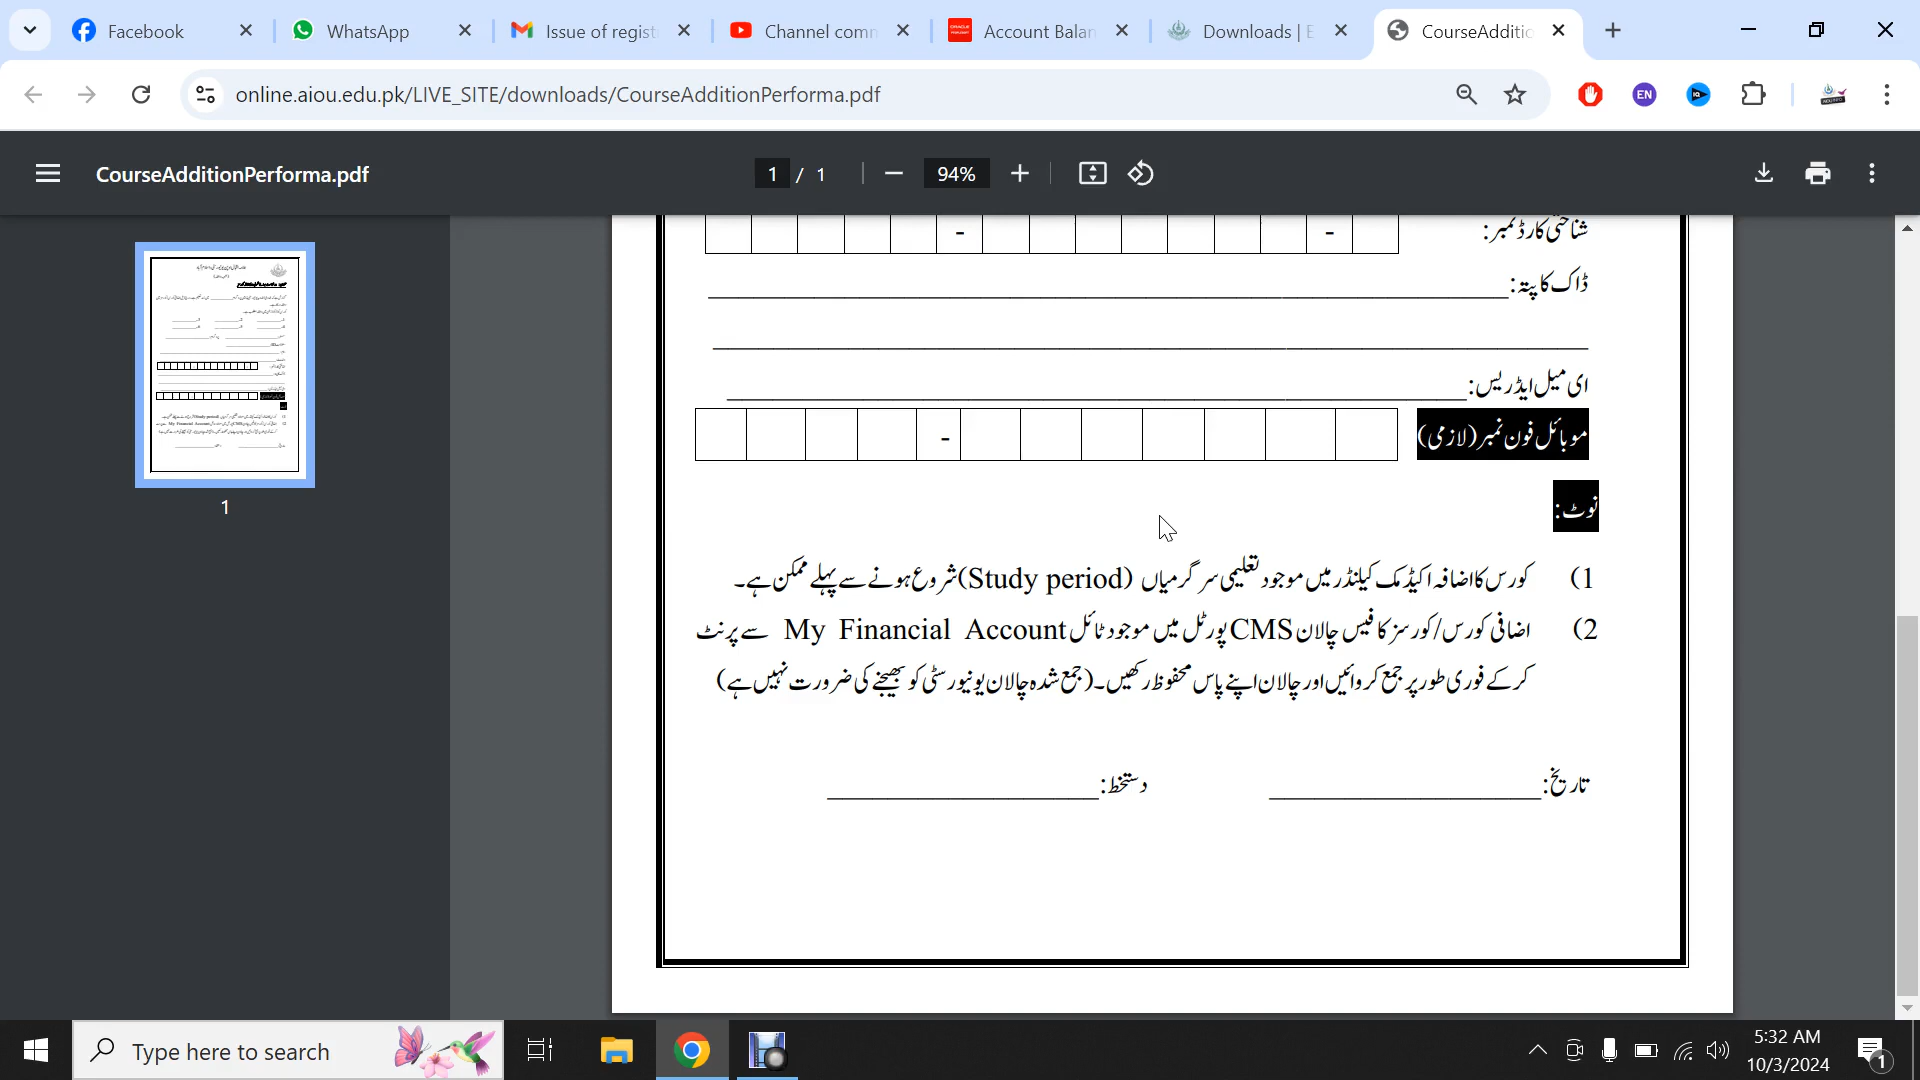 Facebook
WhatsApp
Issue of regist
Channel comm
Account Balan
Downloads | E
CourseAdditio
online.aiou.edu.pk/LIVE_SITE/downloads/CourseAdditionPerforma.pdf
EN
CourseAdditionPerforma.pdf
1 / 1
94%
شناختی کارڈ نمبر:
ڈاک کا پتہ:
ای میل ایڈریس:
موبائل فون نمبر (لازمی)
نوٹ:
1) کورس کا اضافہ اکیڈمک کیلنڈر میں موجود تعلیمی سرگرمیاں (Study period) شروع ہونے سے پہلے ممکن ہے۔
2) اضافی کورس/کورسز کا فیس چالان CMS پورٹل میں موجود ٹائل My Financial Account سے پرنٹ
کر کے فوری طور پر جمع کروائیں اور چالان اپنے پاس محفوظ رکھیں۔ (جمع شدہ چالان یونیورسٹی کو بھیجنے کی ضرورت نہیں ہے)
تاریخ: دستخط:
1
Type here to search
5:32 AM
10/3/2024
1